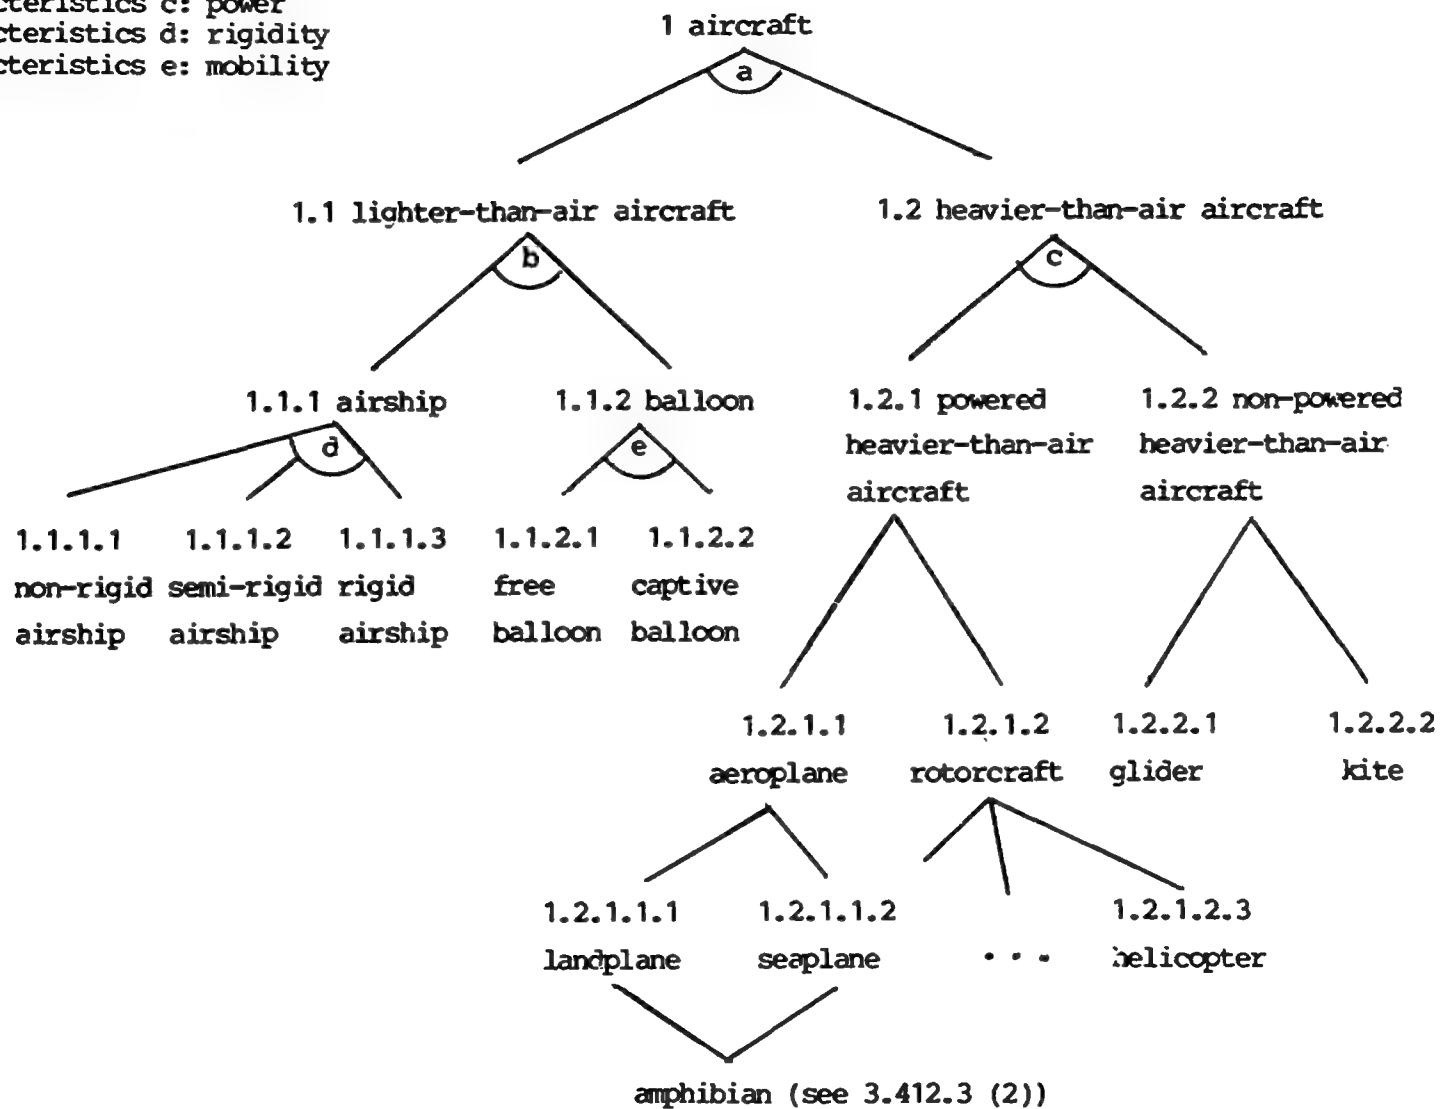 cteristics c: power
cteristics d: rigidity
cteristics e: mobility
1 aircraft
a
1.1 lighter-than-air aircraft
1.2 heavier-than-air aircraft
b
c
1.1.1 airship
1.1.2 balloon
1.2.1 powered
heavier-than-air
aircraft
1.2.2 non-powered
heavier-than-air
aircraft
d
e
1.1.1.1
non-rigid
airship
1.1.1.2
semi-rigid
airship
1.1.1.3
rigid
airship
1.1.2.1
free
balloon
1.1.2.2
captive
balloon
1.2.1.1
aeroplane
1.2.1.2
rotorcraft
1.2.2.1
glider
1.2.2.2
kite
1.2.1.1.1
landplane
1.2.1.1.2
seaplane
...
1.2.1.2.3
helicopter
amphibian (see 3.412.3 (2))